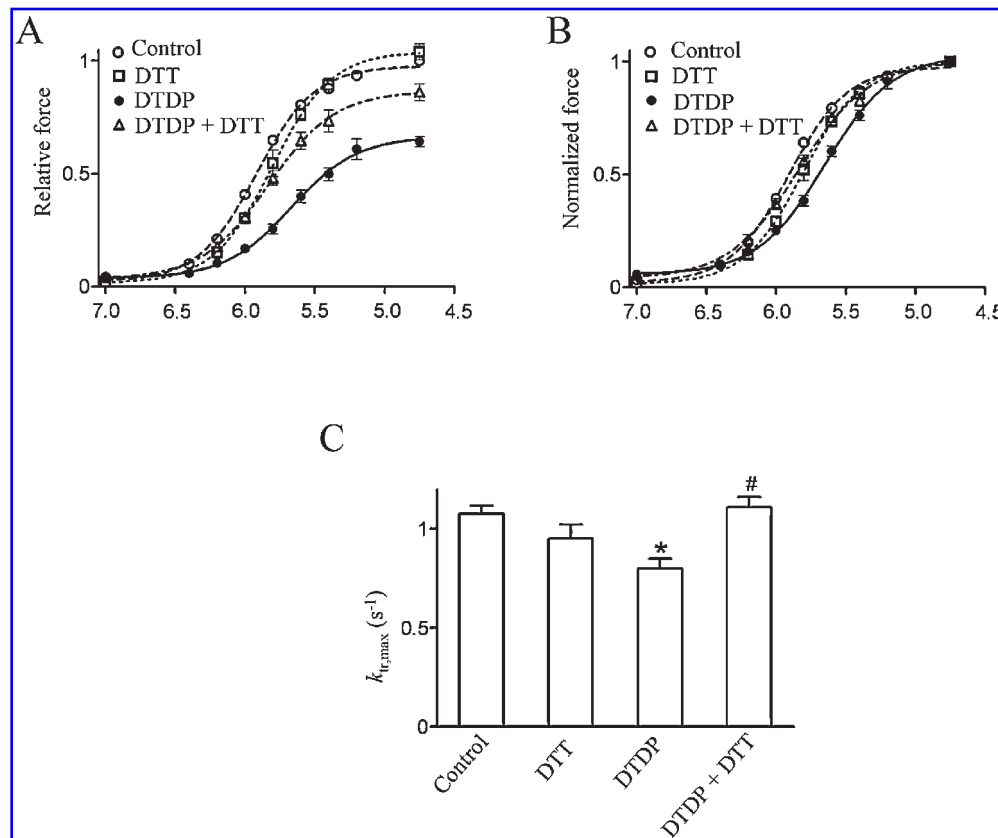 A
Control
DTT
DTDP
DTDP + DTT
Relative force
1
0.5
0
7.0 6.5 6.0 5.5 5.0 4.5
B
Control
DTT
DTDP
DTDP + DTT
Normalized force
1
0.5
0
7.0 6.5 6.0 5.5 5.0 4.5
C
k tr,max (s-1)
1
0.5
0
* #
Control DTT DTDP DTDP + DTT